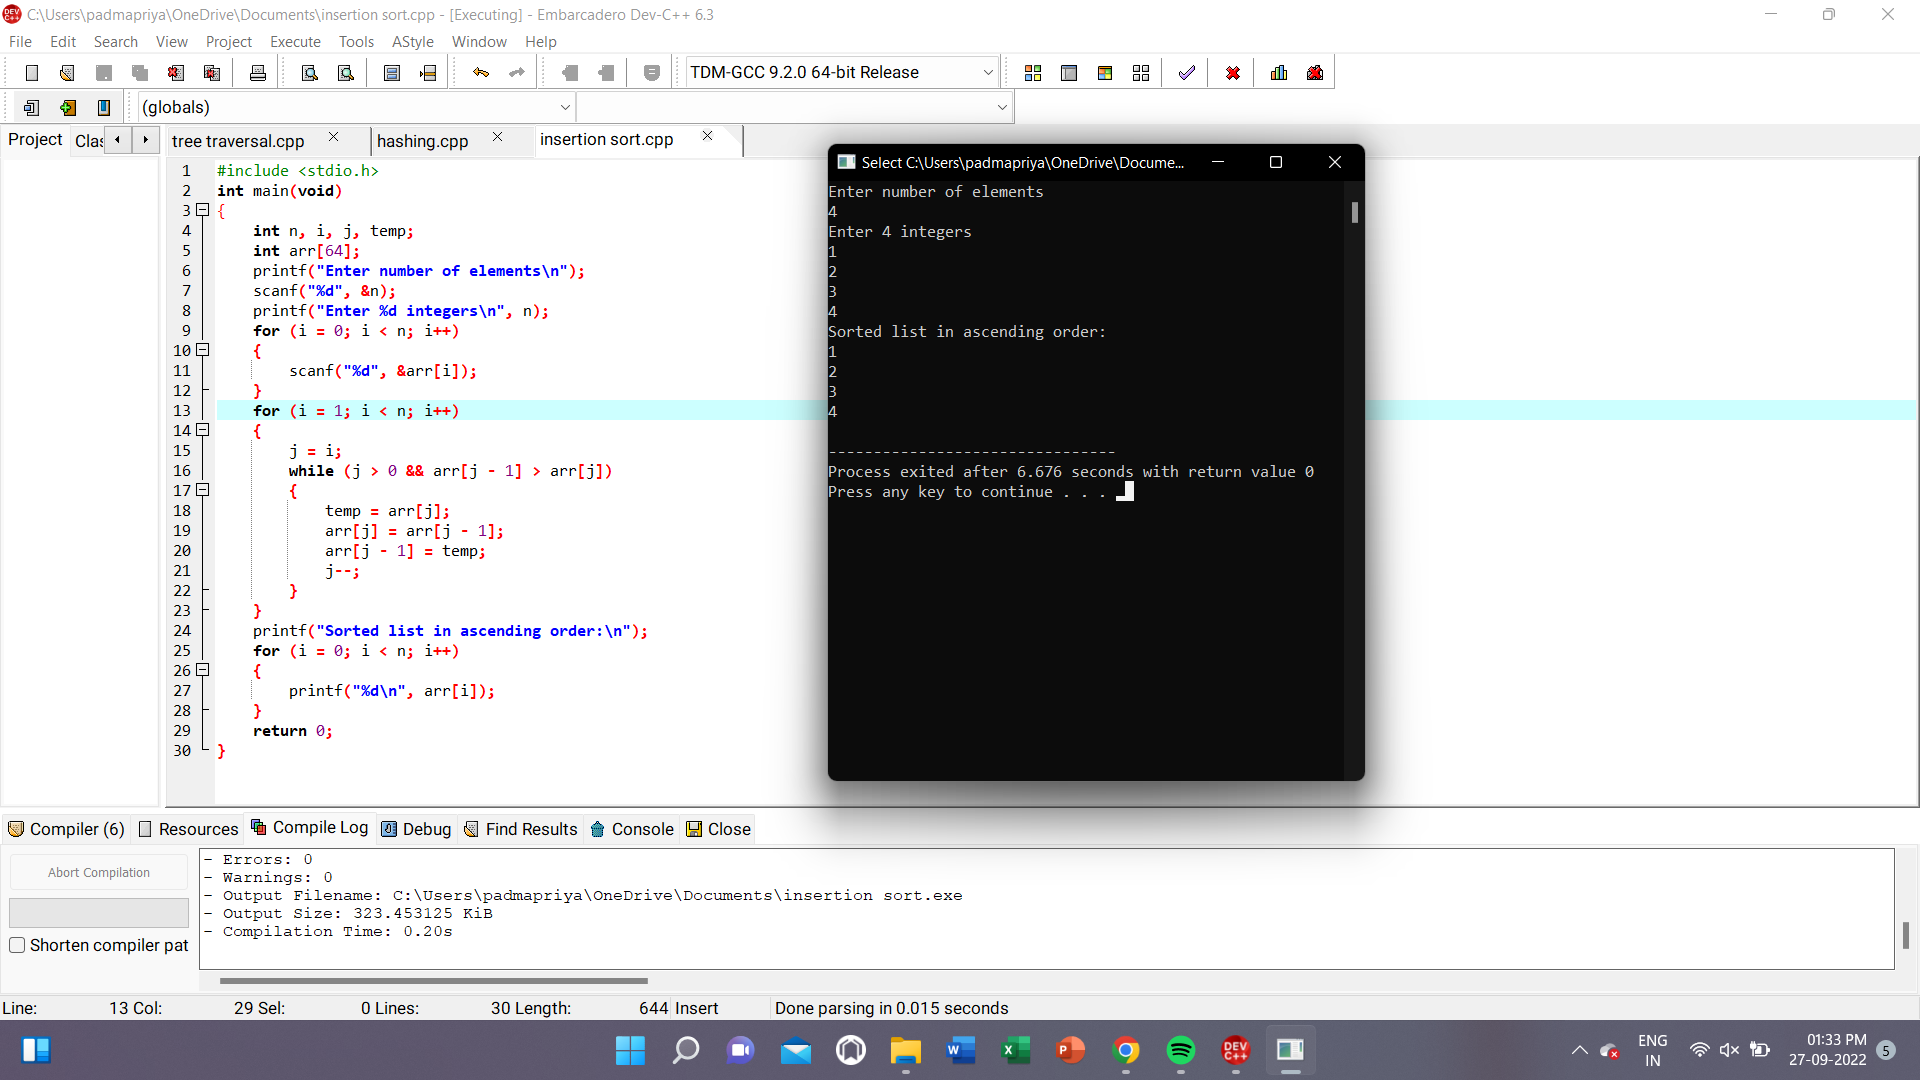 C:\Users\padmapriya\OneDrive\Documents\insertion sort.cpp - [Executing] - Embarcadero Dev-C++ 6.3
File Edit Search View Project Execute Tools AStyle Window Help
TDM-GCC 9.2.0 64-bit Release
(globals)
Project Clas
tree traversal.cpp hashing.cpp insertion sort.cpp
1 #include <stdio.h>
2 int main(void)
3 {
4 int n, i, j, temp;
5 int arr[64];
6 printf("Enter number of elements\n");
7 scanf("%d", &n);
8 printf("Enter %d integers\n", n);
9 for (i = 0; i < n; i++)
10 {
11 scanf("%d", &arr[i]);
12 }
13 for (i = 1; i < n; i++)
14 {
15 j = i;
16 while (j > 0 && arr[j - 1] > arr[j])
17 {
18 temp = arr[j];
19 arr[j] = arr[j - 1];
20 arr[j - 1] = temp;
21 j--;
22 }
23 }
24 printf("Sorted list in ascending order:\n");
25 for (i = 0; i < n; i++)
26 {
27 printf("%d\n", arr[i]);
28 }
29 return 0;
30 }
Select C:\Users\padmapriya\OneDrive\Docume...
Enter number of elements
4
Enter 4 integers
1
2
3
4
Sorted list in ascending order:
1
2
3
4
--------------------------------
Process exited after 6.676 seconds with return value 0
Press any key to continue . . .
Compiler (6) Resources Compile Log Debug Find Results Console Close
Abort Compilation
Shorten compiler pat
- Errors: 0
- Warnings: 0
- Output Filename: C:\Users\padmapriya\OneDrive\Documents\insertion sort.exe
- Output Size: 323.453125 KiB
- Compilation Time: 0.20s
Line: 13 Col: 29 Sel: 0 Lines: 30 Length: 644 Insert Done parsing in 0.015 seconds
DEV C++
ENG
IN
01:33 PM
27-09-2022
5